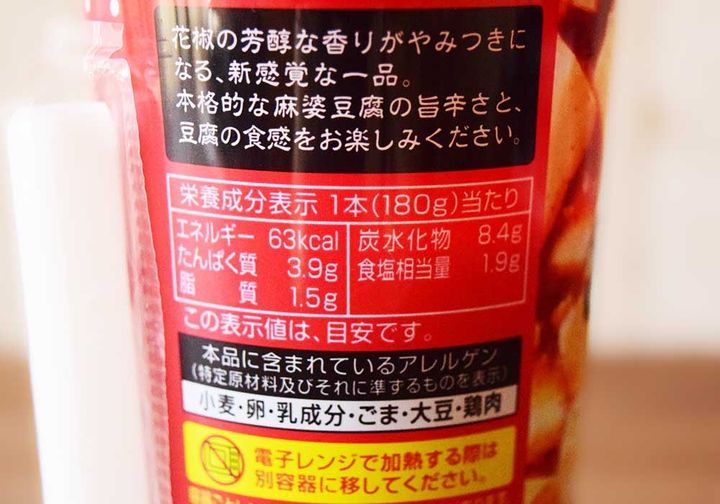 花椒の芳醇な香りがやみつきに
なる、新感覚な一品。
本格的な麻婆豆腐の旨辛さと、
豆腐の食感をお楽しみください。
栄養成分表示 1本(180g)当たり
エネルギー 63kcal 炭水化物 8.4g
たんぱく質 3.9g 食塩相当量 1.9g
脂質 1.5g
この表示値は、目安です。
本品に含まれているアレルゲン
(特定原材料及びそれに準ずるものを表示)
小麦・卵・乳成分・ごま・大豆・鶏肉
電子レンジで加熱する際は
別容器に移してください。